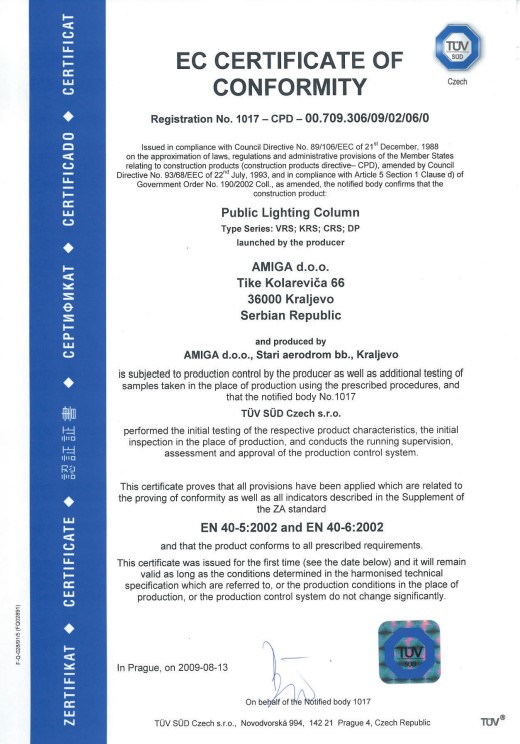 EC CERTIFICATE OF
CONFORMITY
TÜV
SÜD
Czech
Registration No. 1017 – CPD – 00.709.306/09/02/06/0
Issued in compliance with Council Directive No. 89/106/EEC of 21st December, 1988
on the approximation of laws, regulations and administrative provisions of the Member States
relating to construction products (construction products directive– CPD), amended by Council
Directive No. 93/68/EEC of 22nd July, 1993, and in compliance with Article 5 Section 1 Clause d) of
Government Order No. 190/2002 Coll., as amended, the notified body confirms that the
construction product:
Public Lighting Column
Type Series: VRS; KRS; CRS; DP
launched by the producer
AMIGA d.o.o.
Tike Kolareviča 66
36000 Kraljevo
Serbian Republic
and produced by
AMIGA d.o.o., Stari aerodrom bb., Kraljevo
is subjected to production control by the producer as well as additional testing of
samples taken in the place of production using the prescribed procedures, and
that the notified body No.1017
TÜV SÜD Czech s.r.o.
performed the initial testing of the respective product characteristics, the initial
inspection in the place of production, and conducts the running supervision,
assessment and approval of the production control system.
This certificate proves that all provisions have been applied which are related to
the proving of conformity as well as all indicators described in the Supplement of
the ZA standard
EN 40-5:2002 and EN 40-6:2002
and that the product conforms to all prescribed requirements.
This certificate was issued for the first time (see the date below) and it will remain
valid as long as the conditions determined in the harmonised technical
specification which are referred to, or the production conditions in the place of
production, or the production control system do not change significantly.
In Prague, on 2009-08-13
TÜV
SÜD
On behalf of the Notified body 1017
TÜV SÜD Czech s.r.o., Novodvorská 994, 142 21 Prague 4, Czech Republic
TÜV®
ZERTIFIKAT ◆ CERTIFICATE ◆ 認証証書 ◆ СЕРТИФИКАТ ◆ CERTIFICADO ◆ CERTIFICAT